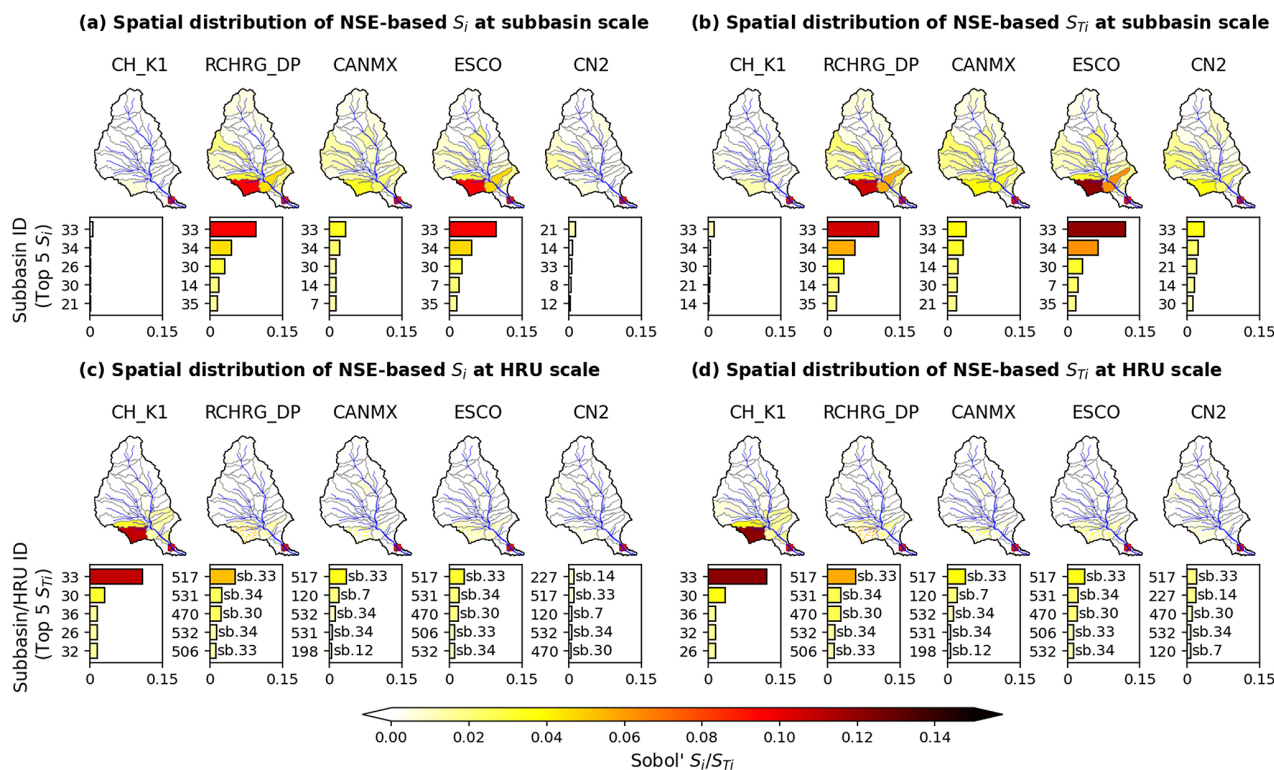 (a) Spatial distribution of NSE-based Si at subbasin scale
CH_K1 RCHRG_DP CANMX ESCO CN2
Subbasin ID
(Top 5 Si)
33 34 26 30 21
0 0.15
33 34 30 14 35
0 0.15
33 34 30 14 7
0 0.15
33 34 30 7 35
0 0.15
21 14 33 8 12
0 0.15
(b) Spatial distribution of NSE-based STi at subbasin scale
CH_K1 RCHRG_DP CANMX ESCO CN2
33 34 30 21 14
0 0.15
33 34 30 14 35
0 0.15
33 34 14 30 21
0 0.15
33 34 30 7 35
0 0.15
33 34 21 14 30
0 0.15
(c) Spatial distribution of NSE-based Si at HRU scale
CH_K1 RCHRG_DP CANMX ESCO CN2
Subbasin/HRU ID
(Top 5 STi)
33 30 36 26 32
0 0.15
517 sb.33
531 sb.34
470 sb.30
532 sb.34
506 sb.33
0 0.15
517 sb.33
120 sb.7
532 sb.34
531 sb.34
198 sb.12
0 0.15
517 sb.33
531 sb.34
470 sb.30
506 sb.33
532 sb.34
0 0.15
227 sb.14
517 sb.33
120 sb.7
532 sb.34
470 sb.30
0 0.15
(d) Spatial distribution of NSE-based STi at HRU scale
CH_K1 RCHRG_DP CANMX ESCO CN2
33 30 36 32 26
0 0.15
517 sb.33
531 sb.34
470 sb.30
532 sb.34
506 sb.33
0 0.15
517 sb.33
120 sb.7
532 sb.34
531 sb.34
198 sb.12
0 0.15
517 sb.33
531 sb.34
470 sb.30
506 sb.33
532 sb.34
0 0.15
517 sb.33
227 sb.14
470 sb.30
532 sb.34
120 sb.7
0 0.15
0.00 0.02 0.04 0.06 0.08 0.10 0.12 0.14
Sobol' Si/STi